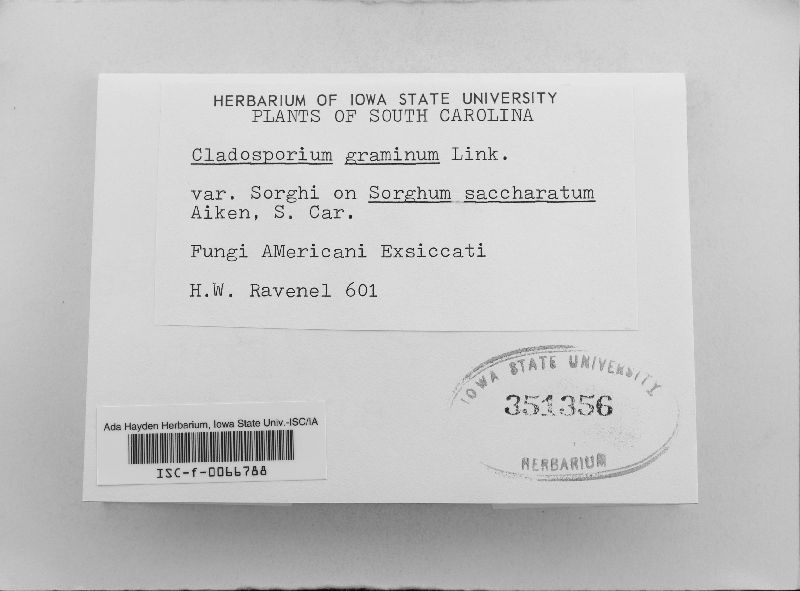 HERBARIUM OF IOWA STATE UNIVERSITY
PLANTS OF SOUTH CAROLINA
Cladosporium graminum Link.
var. Sorghi on Sorghum saccharatum
Aiken, S. Car.
Fungi AMericani Exsiccati
H.W. Ravenel 601
IOWA STATE UNIVERSITY
351356
HERBARIUM
Ada Hayden Herbarium, Iowa State Univ.-ISC/IA
ISC-f-0066788